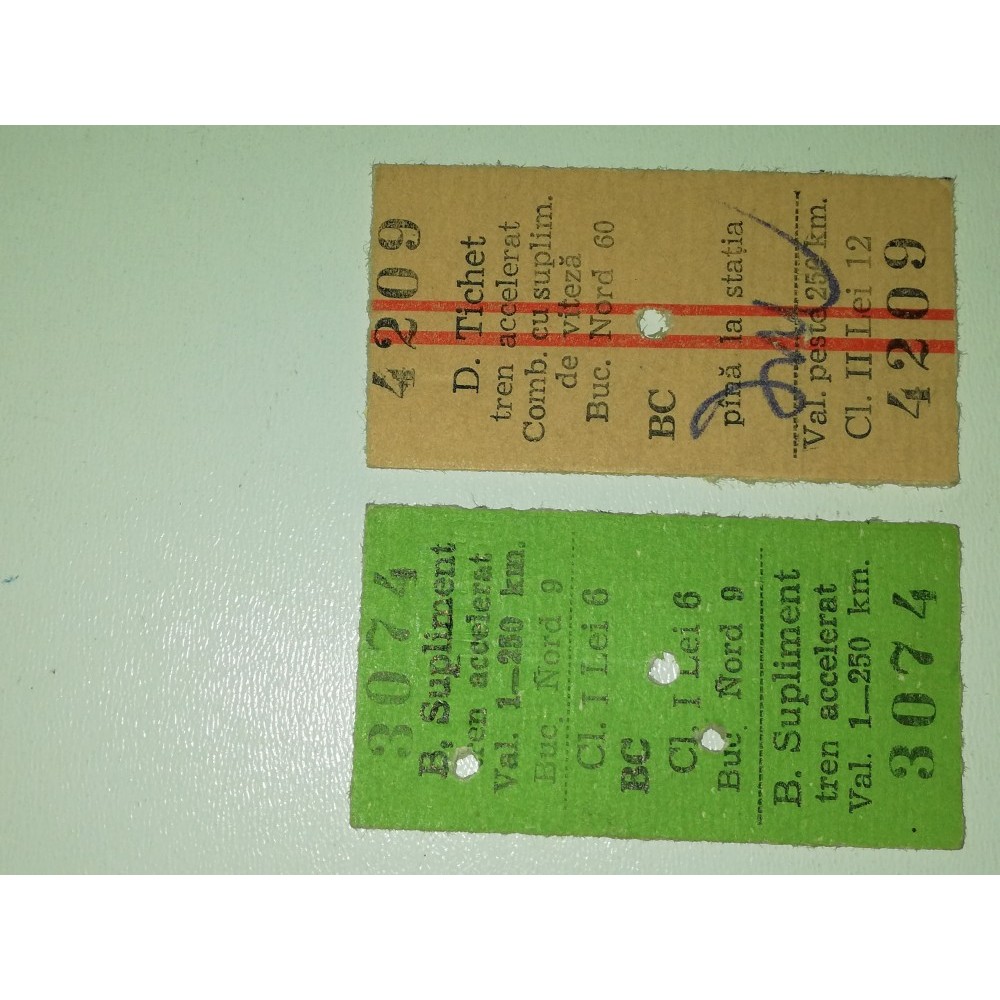 4209
D. Tichet
tren accelerat
Comb. cu suplim.
de viteză
Buc. Nord 60
BC
pînă la stația
Val. peste 250 km.
Cl. II Lei 12
4209
3074
B. Supliment
tren accelerat
Val. 1—250 km.
Buc. Nord 9
Cl. I Lei 6
BC
Cl. I Lei 6
Buc. Nord 9
B. Supliment
tren accelerat
Val. 1—250 km.
3074